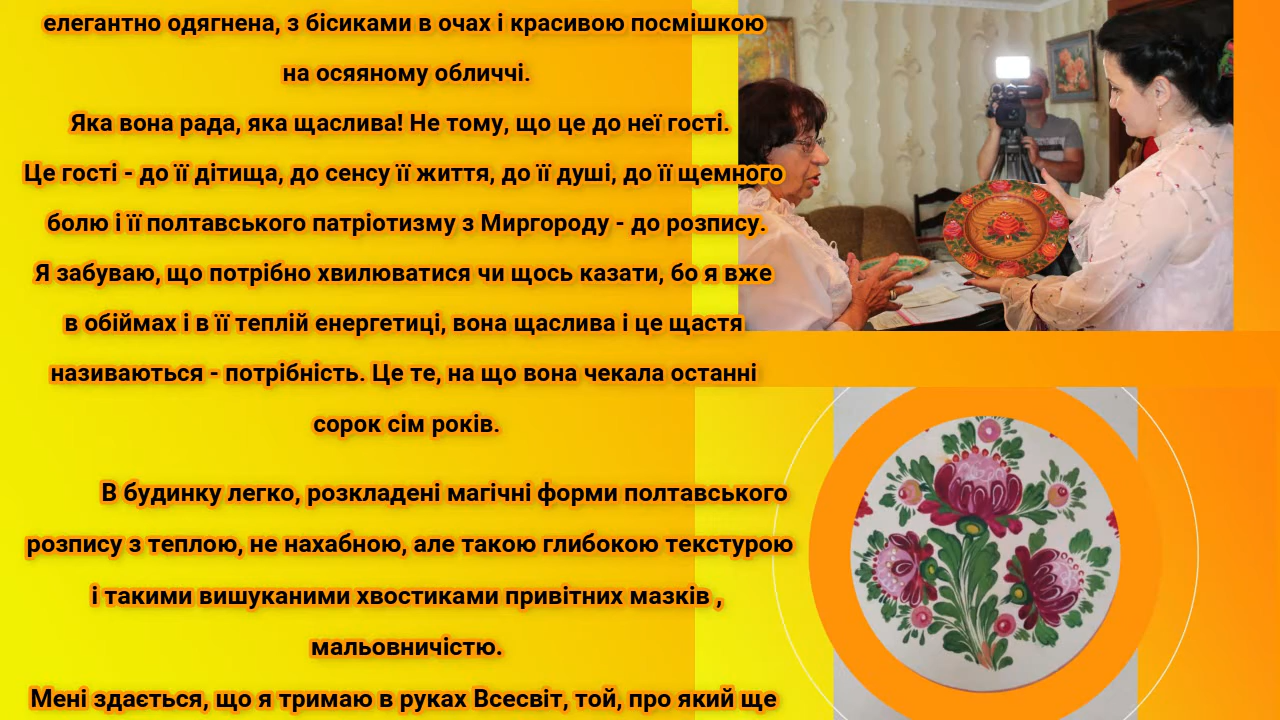 елегантно одягнена, з бісиками в очах і красивою посмішкою
на осяяному обличчі.
Яка вона рада, яка щаслива! Не тому, що це до неї гості.
Це гості - до її дітища, до сенсу її життя, до її душі, до її щемного
болю і її полтавського патріотизму з Миргороду - до розпису.
Я забуваю, що потрібно хвилюватися чи щось казати, бо я вже
в обіймах і в її теплій енергетиці, вона щаслива і це щастя
називаються - потрібність. Це те, на що вона чекала останні
сорок сім років.
В будинку легко, розкладені магічні форми полтавського
розпису з теплою, не нахабною, але такою глибокою текстурою
і такими вишуканими хвостиками привітних мазків ,
мальовничістю.
Мені здається, що я тримаю в руках Всесвіт, той, про який ще